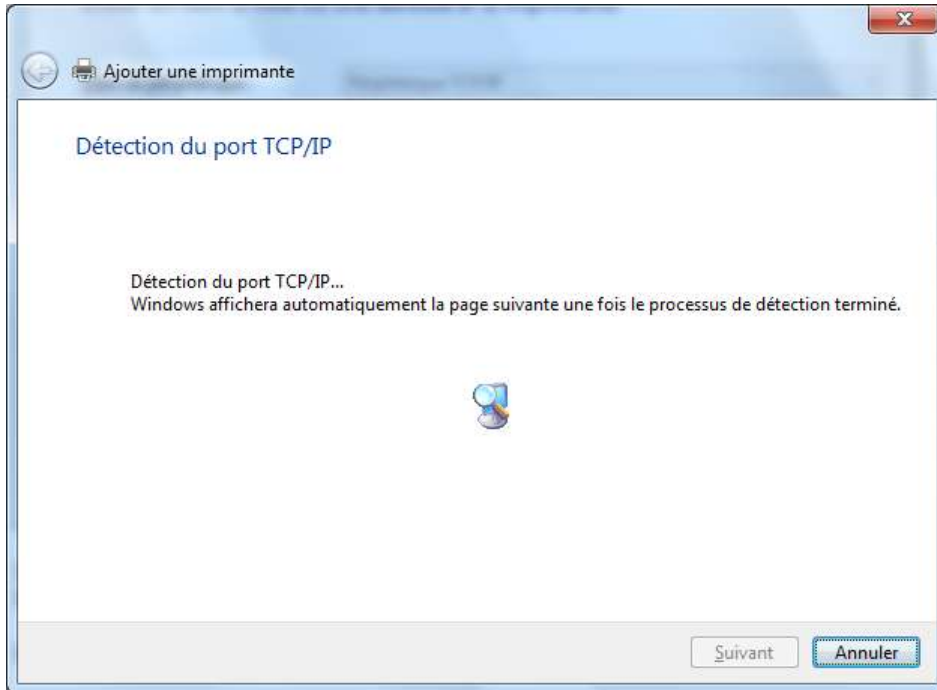 Ajouter une imprimante
Détection du port TCP/IP
Détection du port TCP/IP...
Windows affichera automatiquement la page suivante une fois le processus de détection terminé.
Suivant
Annuler